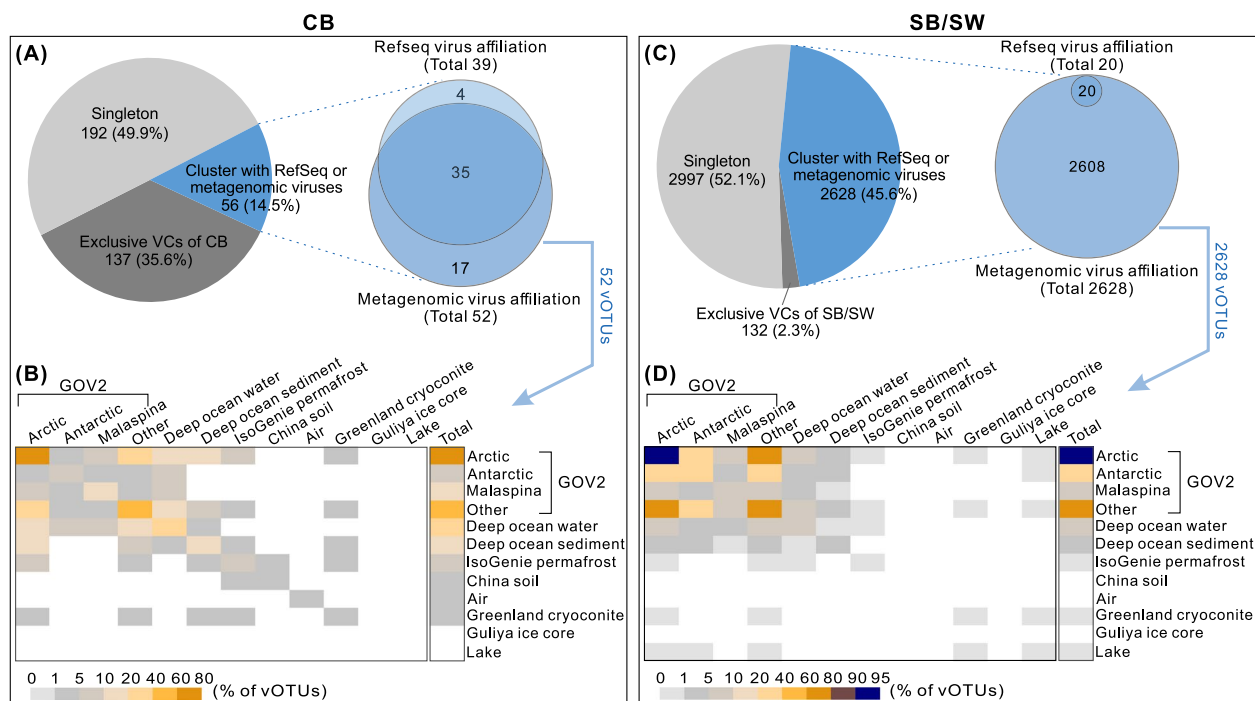 CB
(A)
Refseq virus affiliation
(Total 39)
Singleton
192 (49.9%)
Cluster with RefSeq or
metagenomic viruses
56 (14.5%)
Exclusive VCs of CB
137 (35.6%)
4
35
17
Metagenomic virus affiliation
(Total 52)
52 vOTUs
(B)
GOV2
Arctic
Antarctic
Malaspina
Other
Deep ocean water
Deep ocean sediment
IsoGenie permafrost
China soil
Air
Greenland cryoconite
Guliya ice core
Lake
Total
Arctic
Antarctic
Malaspina
Other
GOV2
Deep ocean water
Deep ocean sediment
IsoGenie permafrost
China soil
Air
Greenland cryoconite
Guliya ice core
Lake
0 1 5 10 20 40 60 80
(% of vOTUs)
SB/SW
(C)
Refseq virus affiliation
(Total 20)
Singleton
2997 (52.1%)
Cluster with RefSeq or
metagenomic viruses
2628 (45.6%)
Exclusive VCs of SB/SW
132 (2.3%)
20
2608
Metagenomic virus affiliation
(Total 2628)
2628 vOTUs
(D)
GOV2
Arctic
Antarctic
Malaspina
Other
Deep ocean water
Deep ocean sediment
IsoGenie permafrost
China soil
Air
Greenland cryoconite
Guliya ice core
Lake
Total
Arctic
Antarctic
Malaspina
Other
GOV2
Deep ocean water
Deep ocean sediment
IsoGenie permafrost
China soil
Air
Greenland cryoconite
Guliya ice core
Lake
0 1 5 10 20 40 60 80 90 95
(% of vOTUs)